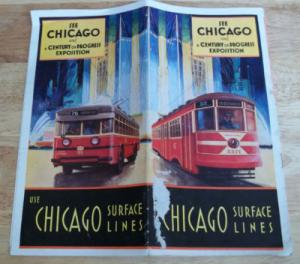 SEE
CHICAGO
and
A CENTURY OF PROGRESS
EXPOSITION
USE
CHICAGO SURFACE
LINES
SEE
CHICAGO
and
A CENTURY OF PROGRESS
EXPOSITION
CHICAGO SURFACE
LINES